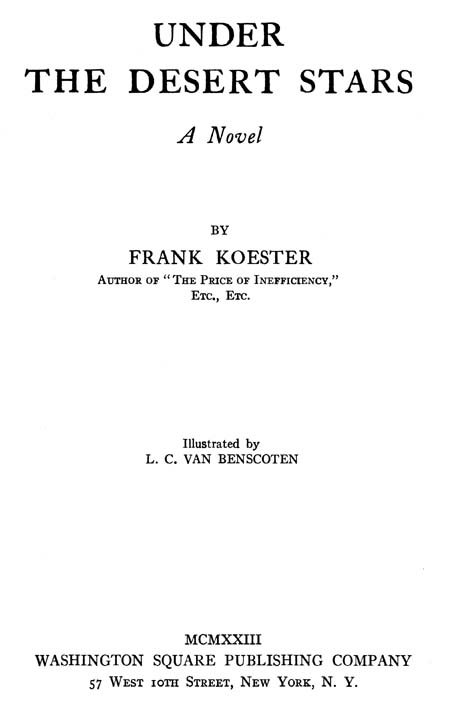 UNDER
THE DESERT STARS
A Novel
BY
FRANK KOESTER
AUTHOR OF "THE PRICE OF INEFFICIENCY,"
ETC., ETC.
Illustrated by
L. C. VAN BENSCOTEN
MCMXXIII
WASHINGTON SQUARE PUBLISHING COMPANY
57 WEST 10TH STREET, NEW YORK, N. Y.